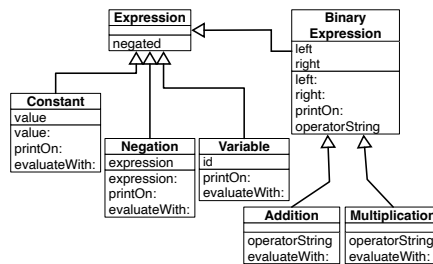 Expression
negated
Binary
Expression
left
right
left:
right:
printOn:
operatorString
Constant
value
value:
printOn:
evaluateWith:
Negation
expression
expression:
printOn:
evaluateWith:
Variable
id
printOn:
evaluateWith:
Addition
operatorString
evaluateWith:
Multiplication
operatorString
evaluateWith: